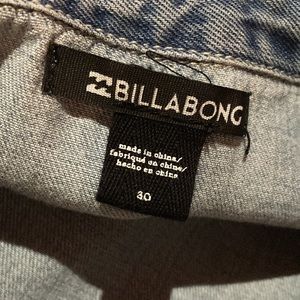 BILLABONG
made in china/
fabriqué en chine/
hecho en china
30